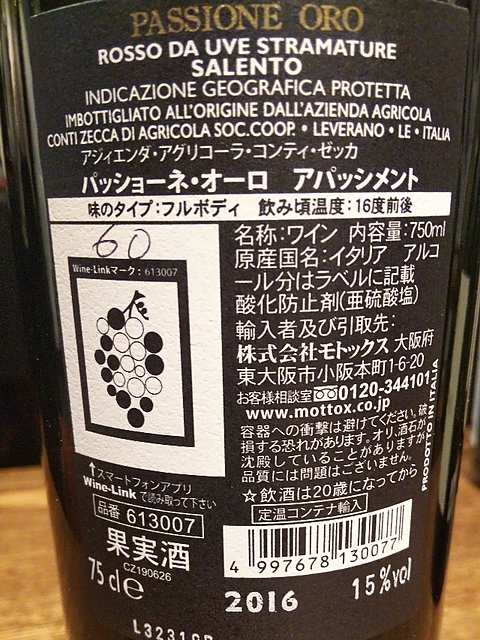 PASSIONE ORO
ROSSO DA UVE STRAMATURE
SALENTO
INDICAZIONE GEOGRAFICA PROTETTA
IMBOTTIGLIATO ALL'ORIGINE DALL'AZIENDA AGRICOLA
CONTI ZECCA DI AGRICOLA SOC.COOP. • LEVERANO • LE • ITALIA
アジィエンダ・アグリコーラ・コンティ・ゼッカ
パッショーネ・オーロ アパッシメント
味のタイプ:フルボディ 飲み頃温度:16度前後
60
Wine-Linkマーク:613007
↑スマートフォンアプリ
Wine-Linkで読み取って下さい
品番 613007
果実酒
CZ190626
75 cl e
名称:ワイン 内容量:750ml
原産国名:イタリア アルコ
ール分はラベルに記載
酸化防止剤(亜硫酸塩)
輸入者及び引取先:
株式会社モトックス 大阪府
東大阪市小阪本町1-6-20
お客様相談室 0120-344101
www.mottox.co.jp
容器への衝撃は避けてください。破
損する恐れがあります。オリ、酒石が
沈殿していることがありますが
品質には問題はございません。
☆飲酒は20歳になってから
定温コンテナ輸入
PRODOTTO IN ITALIA
4 997678 130077
2016
15%vol